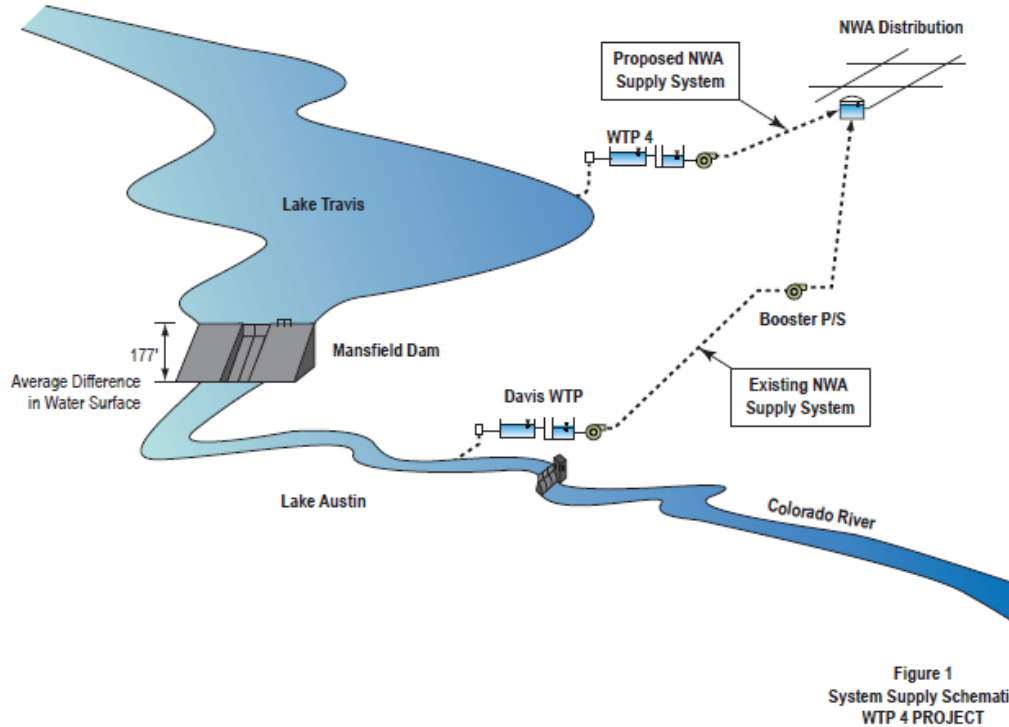 NWA Distribution
Proposed NWA
Supply System
WTP 4
Lake Travis
Booster P/S
177'
Mansfield Dam
Average Difference
in Water Surface
Existing NWA
Supply System
Davis WTP
Lake Austin
Colorado River
Figure 1
System Supply Schemati
WTP 4 PROJECT